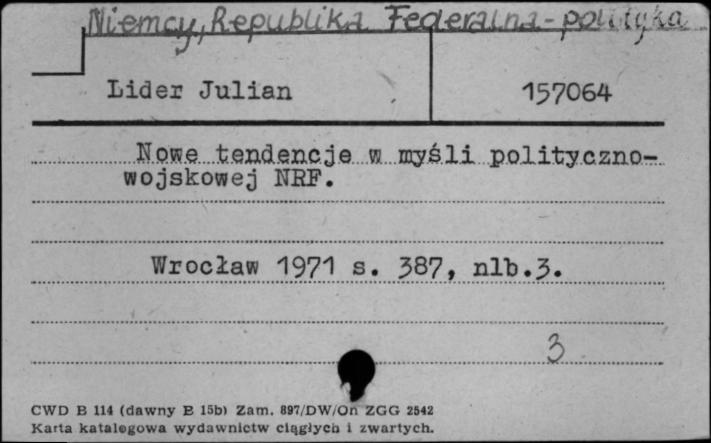 Niemcy, Republika Federalna - polityka
Lider Julian 157064
Nowe tendencje w myśli polityczno-
wojskowej NRF.
Wrocław 1971 s. 387, nlb.3.
3
CWD B 114 (dawny B 15b) Zam. 897/DW/On ZGG 2542
Karta katalogowa wydawnictw ciągłych i zwartych.